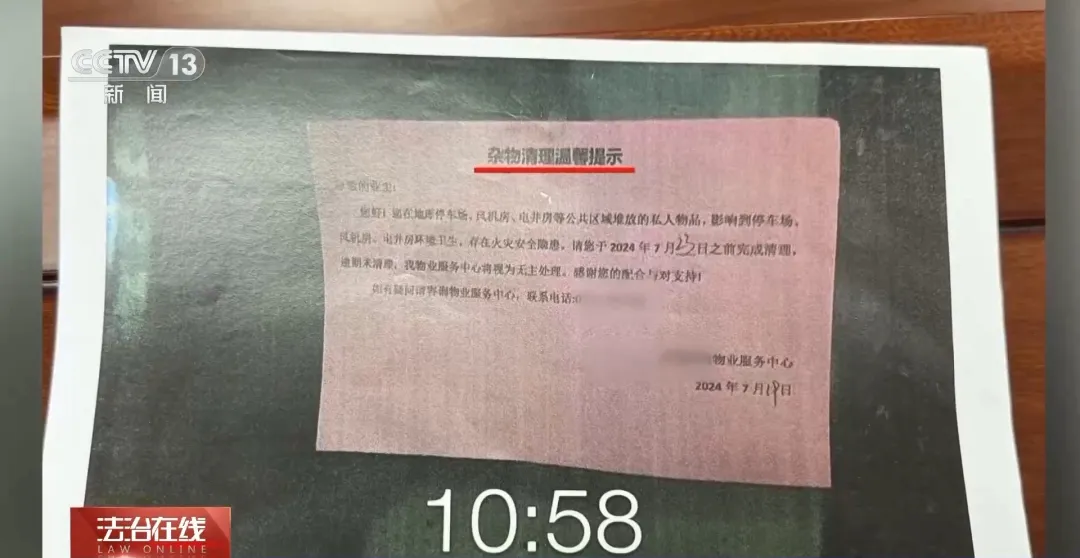 CCTV 13
新闻
杂物清理温馨提示
尊敬的业主:
您好!您在地库停车场、风机房、电井房等公共区域堆放的私人物品,影响到停车场、
风机房、电井房环境卫生,存在火灾安全隐患,请您于2024年7月23日之前完成清理,
逾期未清理,我物业服务中心将视为无主处理。感谢您的配合与对支持!
如有疑问请咨询物业服务中心,联系电话:0
物业服务中心
2024年7月19日
10:58
法治在线
LAW ONLINE